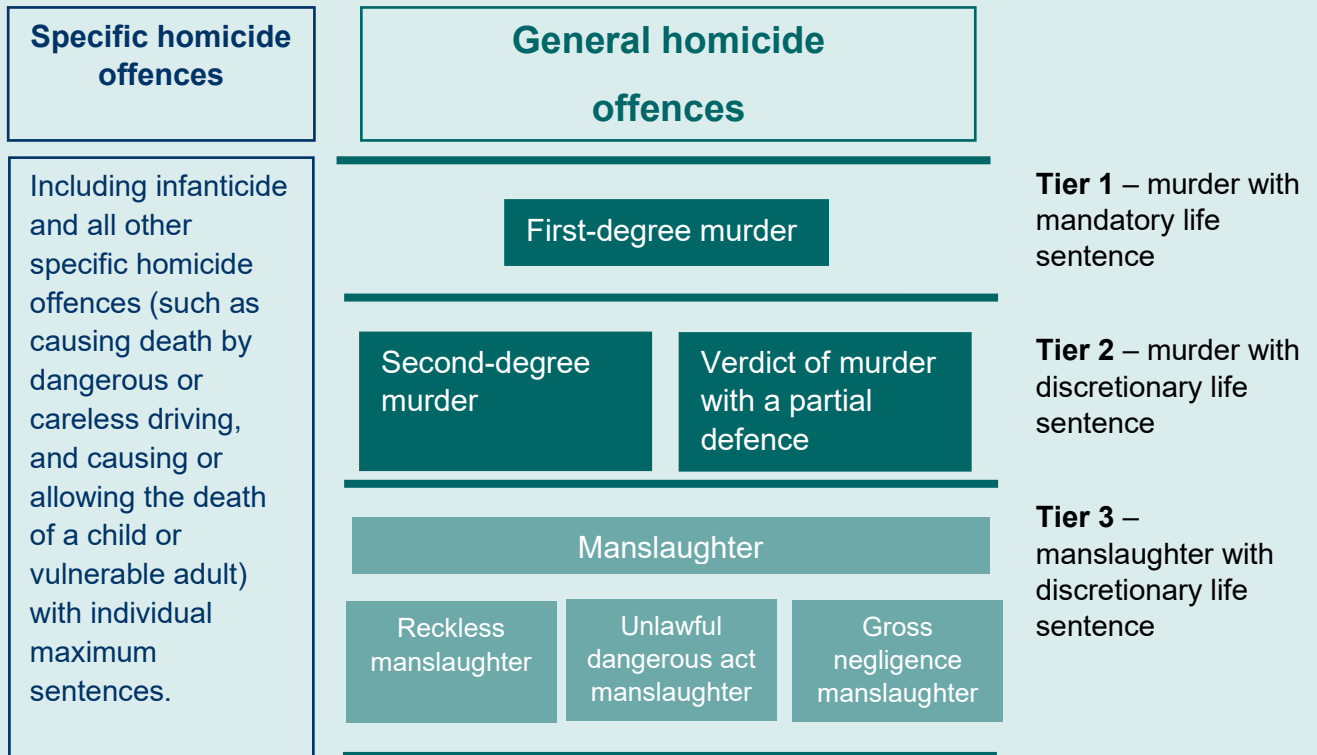 Specific homicide
offences
General homicide
offences
Including infanticide
and all other
specific homicide
offences (such as
causing death by
dangerous or
careless driving,
and causing or
allowing the death
of a child or
vulnerable adult)
with individual
maximum
sentences.
First-degree murder
Tier 1 – murder with
mandatory life
sentence
Second-degree
murder
Verdict of murder
with a partial
defence
Tier 2 – murder with
discretionary life
sentence
Manslaughter
Reckless
manslaughter
Unlawful
dangerous act
manslaughter
Gross
negligence
manslaughter
Tier 3 –
manslaughter with
discretionary life
sentence